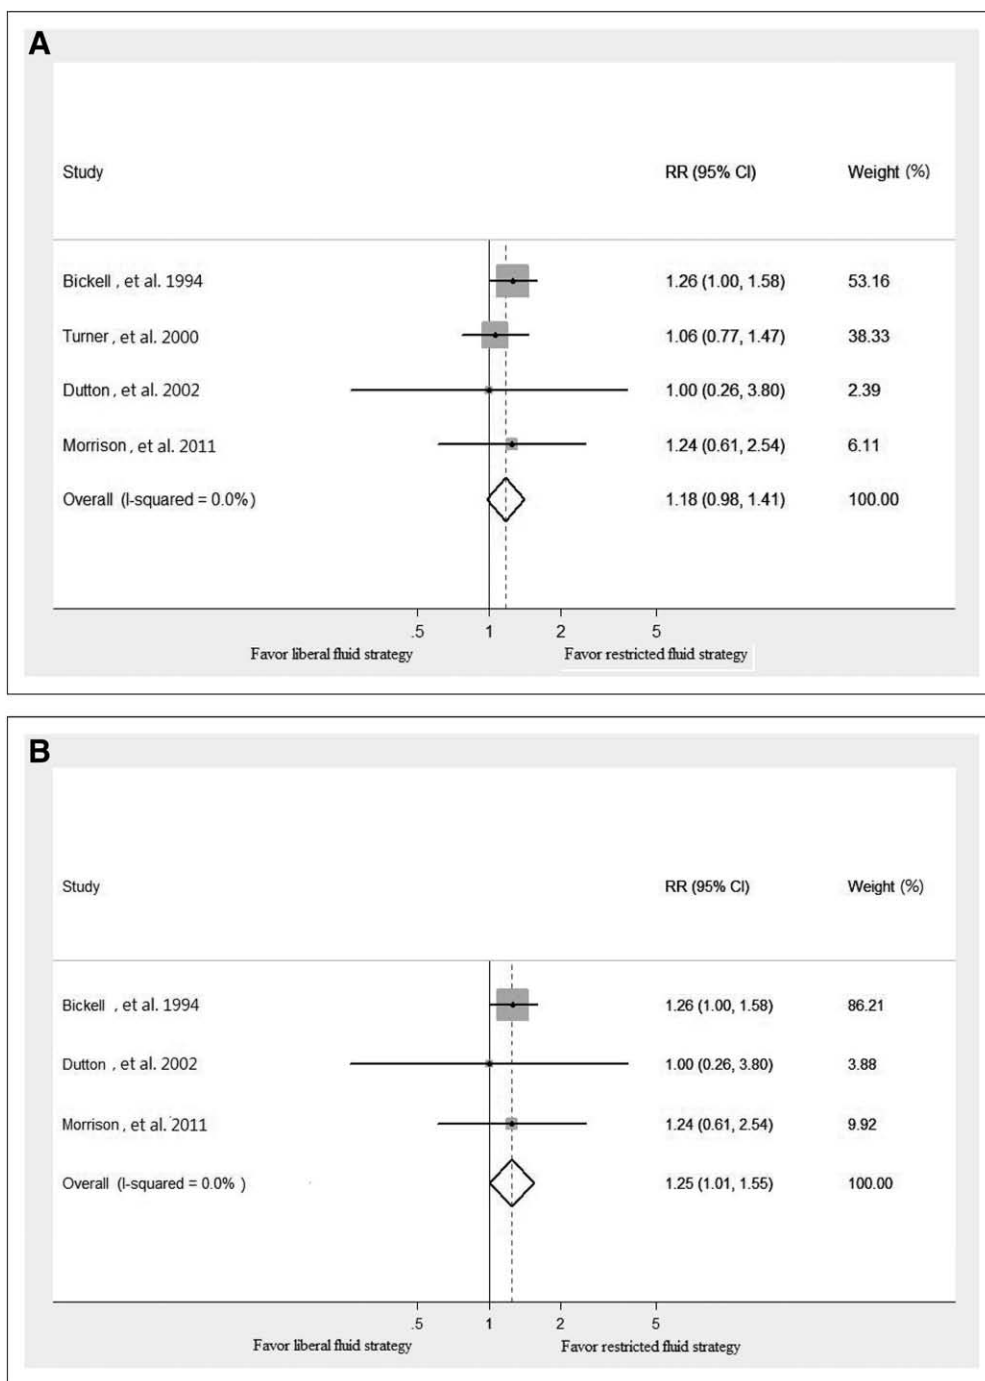 A
Study RR (95% CI) Weight (%)
Bickell , et al. 1994 1.26 (1.00, 1.58) 53.16
Turner , et al. 2000 1.06 (0.77, 1.47) 38.33
Dutton , et al. 2002 1.00 (0.26, 3.80) 2.39
Morrison , et al. 2011 1.24 (0.61, 2.54) 6.11
Overall (I-squared = 0.0%) 1.18 (0.98, 1.41) 100.00
.5 1 2 5
Favor liberal fluid strategy Favor restricted fluid strategy
B
Study RR (95% CI) Weight (%)
Bickell , et al. 1994 1.26 (1.00, 1.58) 86.21
Dutton , et al. 2002 1.00 (0.26, 3.80) 3.88
Morrison , et al. 2011 1.24 (0.61, 2.54) 9.92
Overall (I-squared = 0.0% ) 1.25 (1.01, 1.55) 100.00
.5 1 2 5
Favor liberal fluid strategy Favor restricted fluid strategy